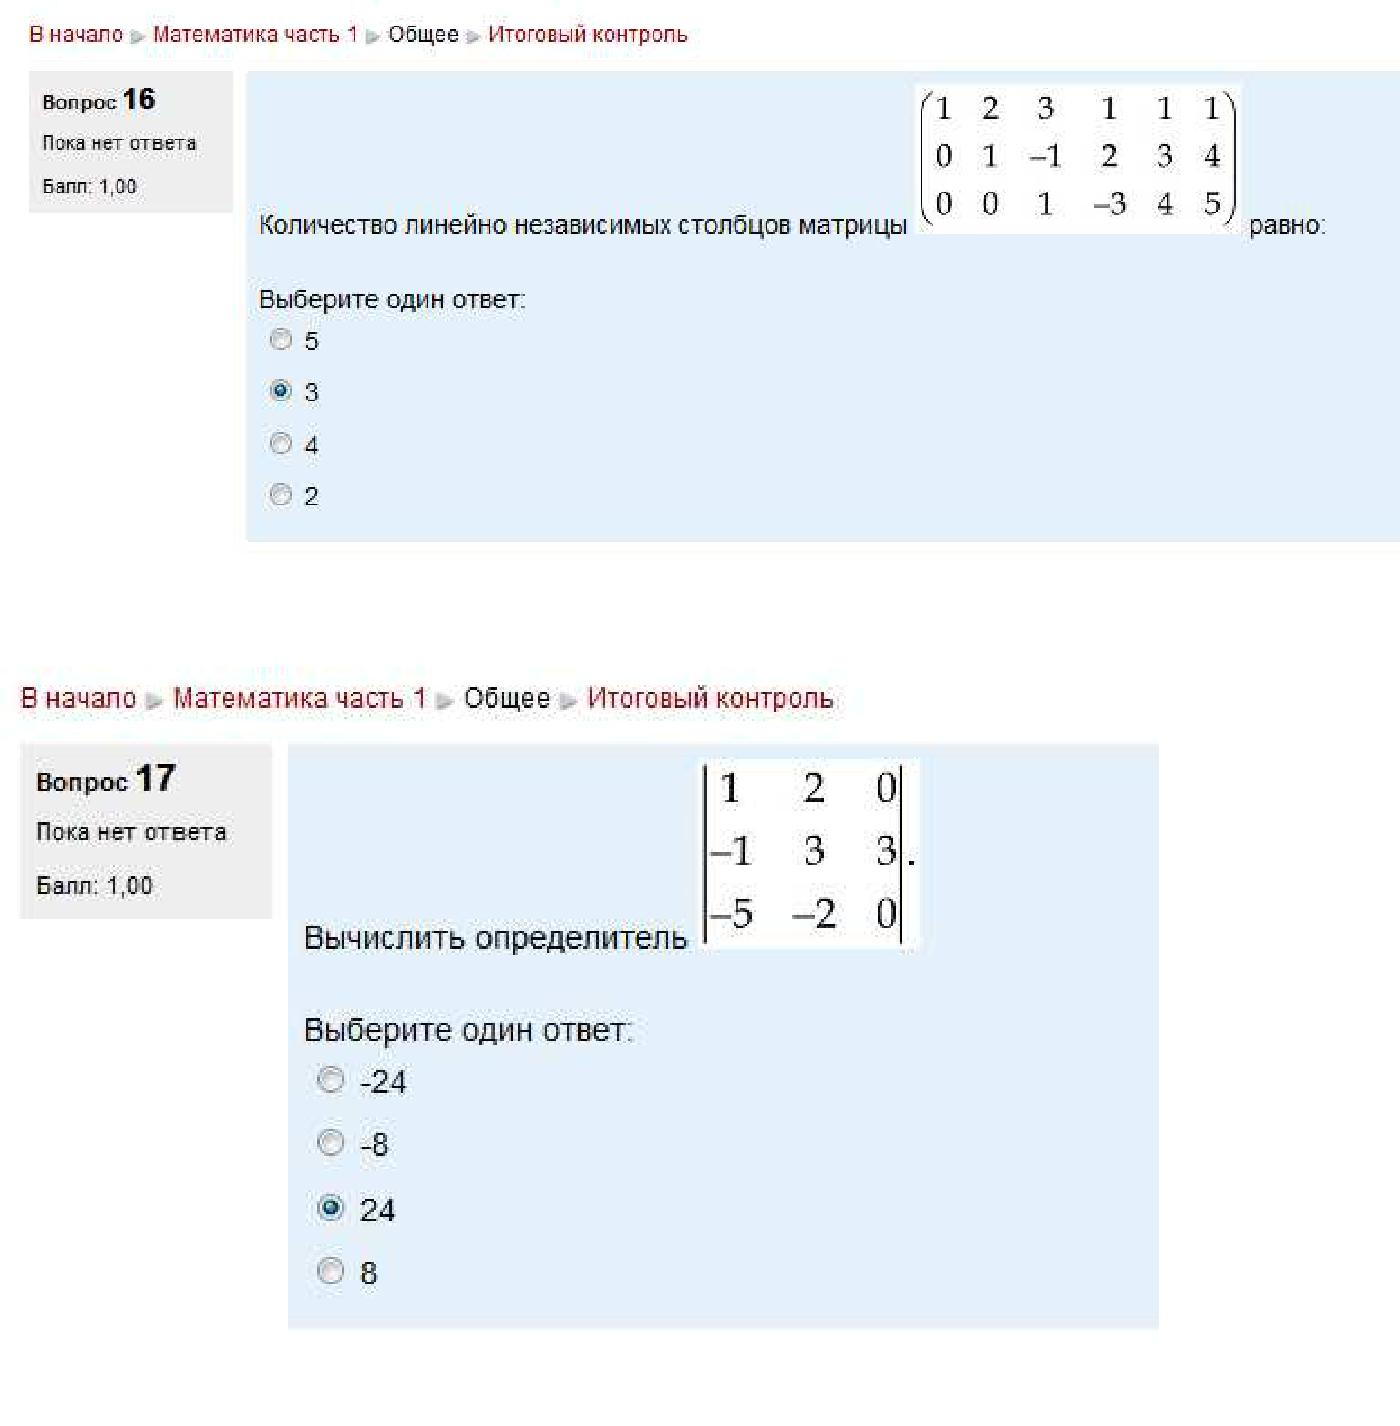 В начало ▶ Математика часть 1 ▶ Общее ▶ Итоговый контроль
Вопрос 16
Пока нет ответа
Балл: 1,00
1 2 3 1 1 1
0 1 –1 2 3 4
0 0 1 –3 4 5
Количество линейно независимых столбцов матрицы равно:
Выберите один ответ:
5
3
4
2
В начало ▶ Математика часть 1 ▶ Общее ▶ Итоговый контроль
Вопрос 17
Пока нет ответа
Балл: 1,00
1 2 0
–1 3 3 .
–5 –2 0
Вычислить определитель
Выберите один ответ:
-24
-8
24
8